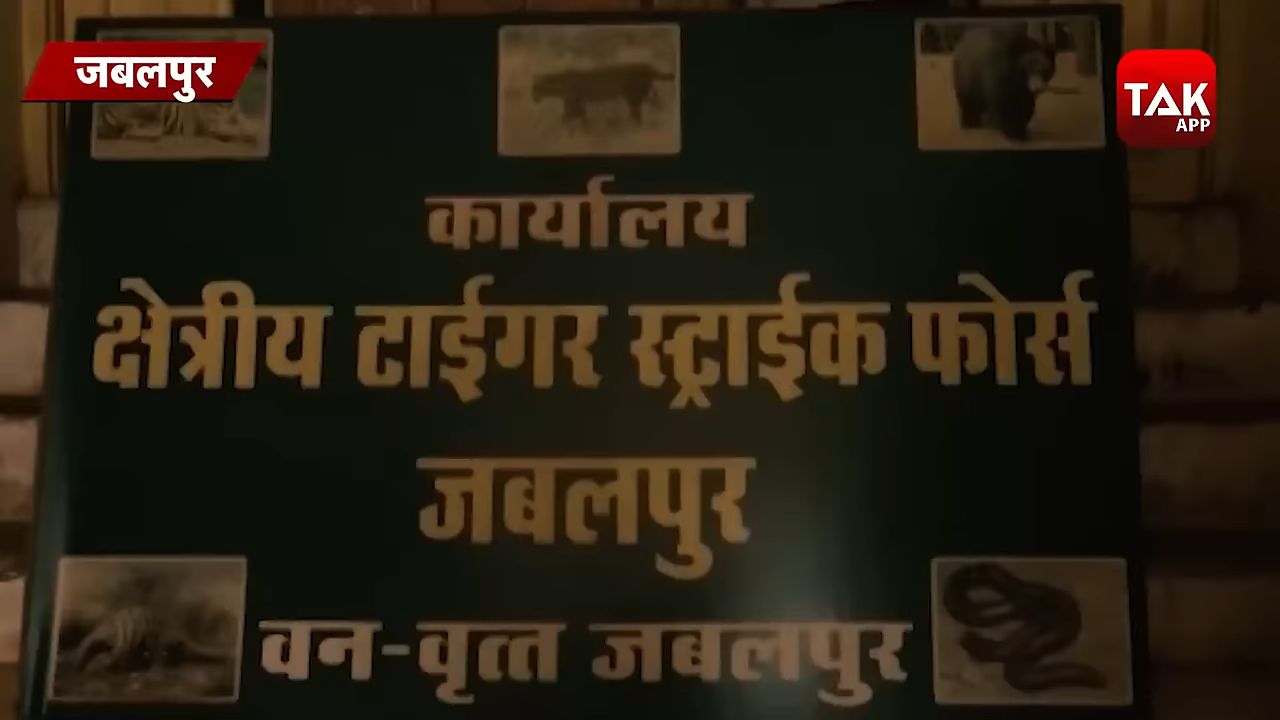 जबलपुर
TAK
APP
कार्यालय
क्षेत्रीय टाईगर स्ट्राईक फोर्स
जबलपुर
वन-वृत्त जबलपुर